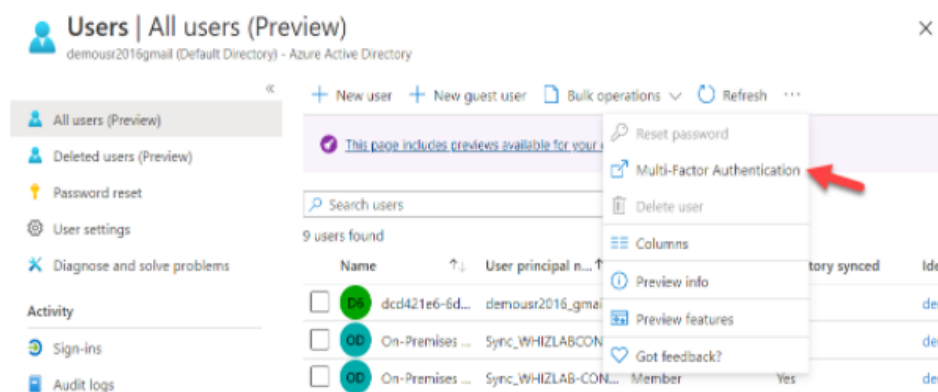 Users | All users (Preview)
demousr2016gmail (Default Directory) - Azure Active Directory
All users (Preview)
Deleted users (Preview)
Password reset
User settings
Diagnose and solve problems
Activity
Sign-ins
Audit logs
New user New guest user Bulk operations Refresh ...
This page includes previews available for your
Search users
9 users found
Name User principal n... tory synced Ide
D6 dcd421e6-6d... demousr2016_gmai de
OD On-Premises ... Sync_WHIZLABCON de
OD On-Premises ... Sync_WHIZLAB-CON... Member Yes de
Reset password
Multi-Factor Authentication
Delete user
Columns
Preview info
Preview features
Got feedback?